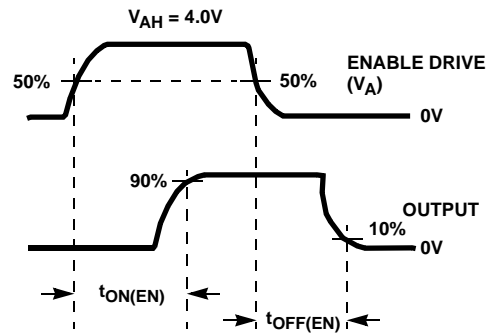 V_AH = 4.0V
50%
50%
ENABLE DRIVE
(V_A)
0V
90%
10%
OUTPUT
0V
t_ON(EN)
t_OFF(EN)